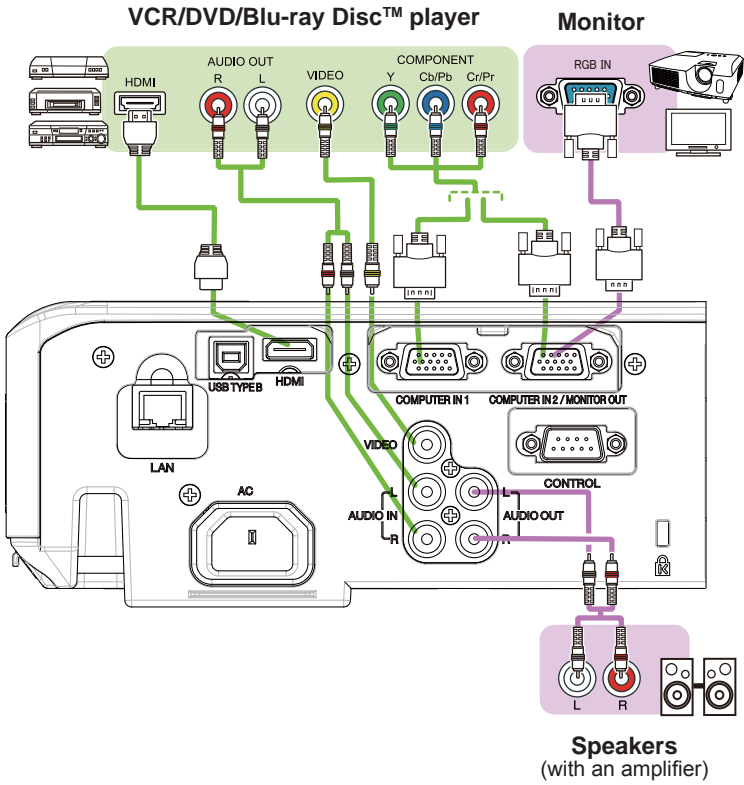 VCR/DVD/Blu-ray Disc™ player
Monitor
AUDIO OUT
COMPONENT
RGB IN
HDMI
R
L
VIDEO
Y
Cb/Pb
Cr/Pr
USB TYPE B
HDMI
COMPUTER IN 1
COMPUTER IN 2 / MONITOR OUT
LAN
VIDEO
CONTROL
AC
L
L
AUDIO IN
AUDIO OUT
R
R
K
L
R
Speakers
(with an amplifier)